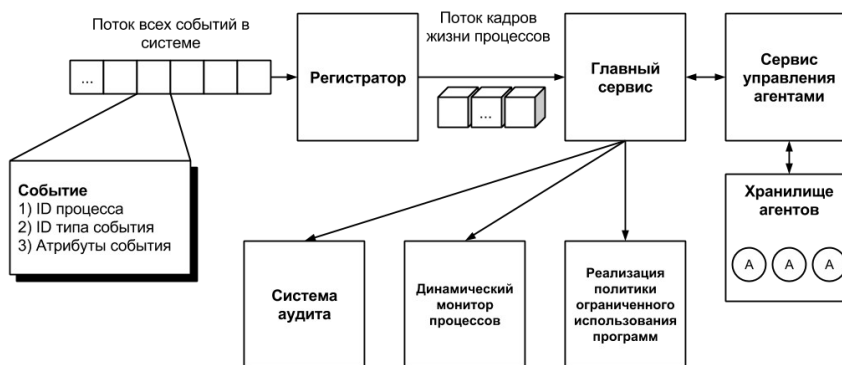 Поток всех событий в
системе
...
Регистратор
Поток кадров
жизни процессов
...
Главный
сервис
Сервис
управления
агентами
Событие
1) ID процесса
2) ID типа события
3) Атрибуты события
Хранилище
агентов
А А А
Система
аудита
Динамический
монитор
процессов
Реализация
политики
ограниченного
использования
программ